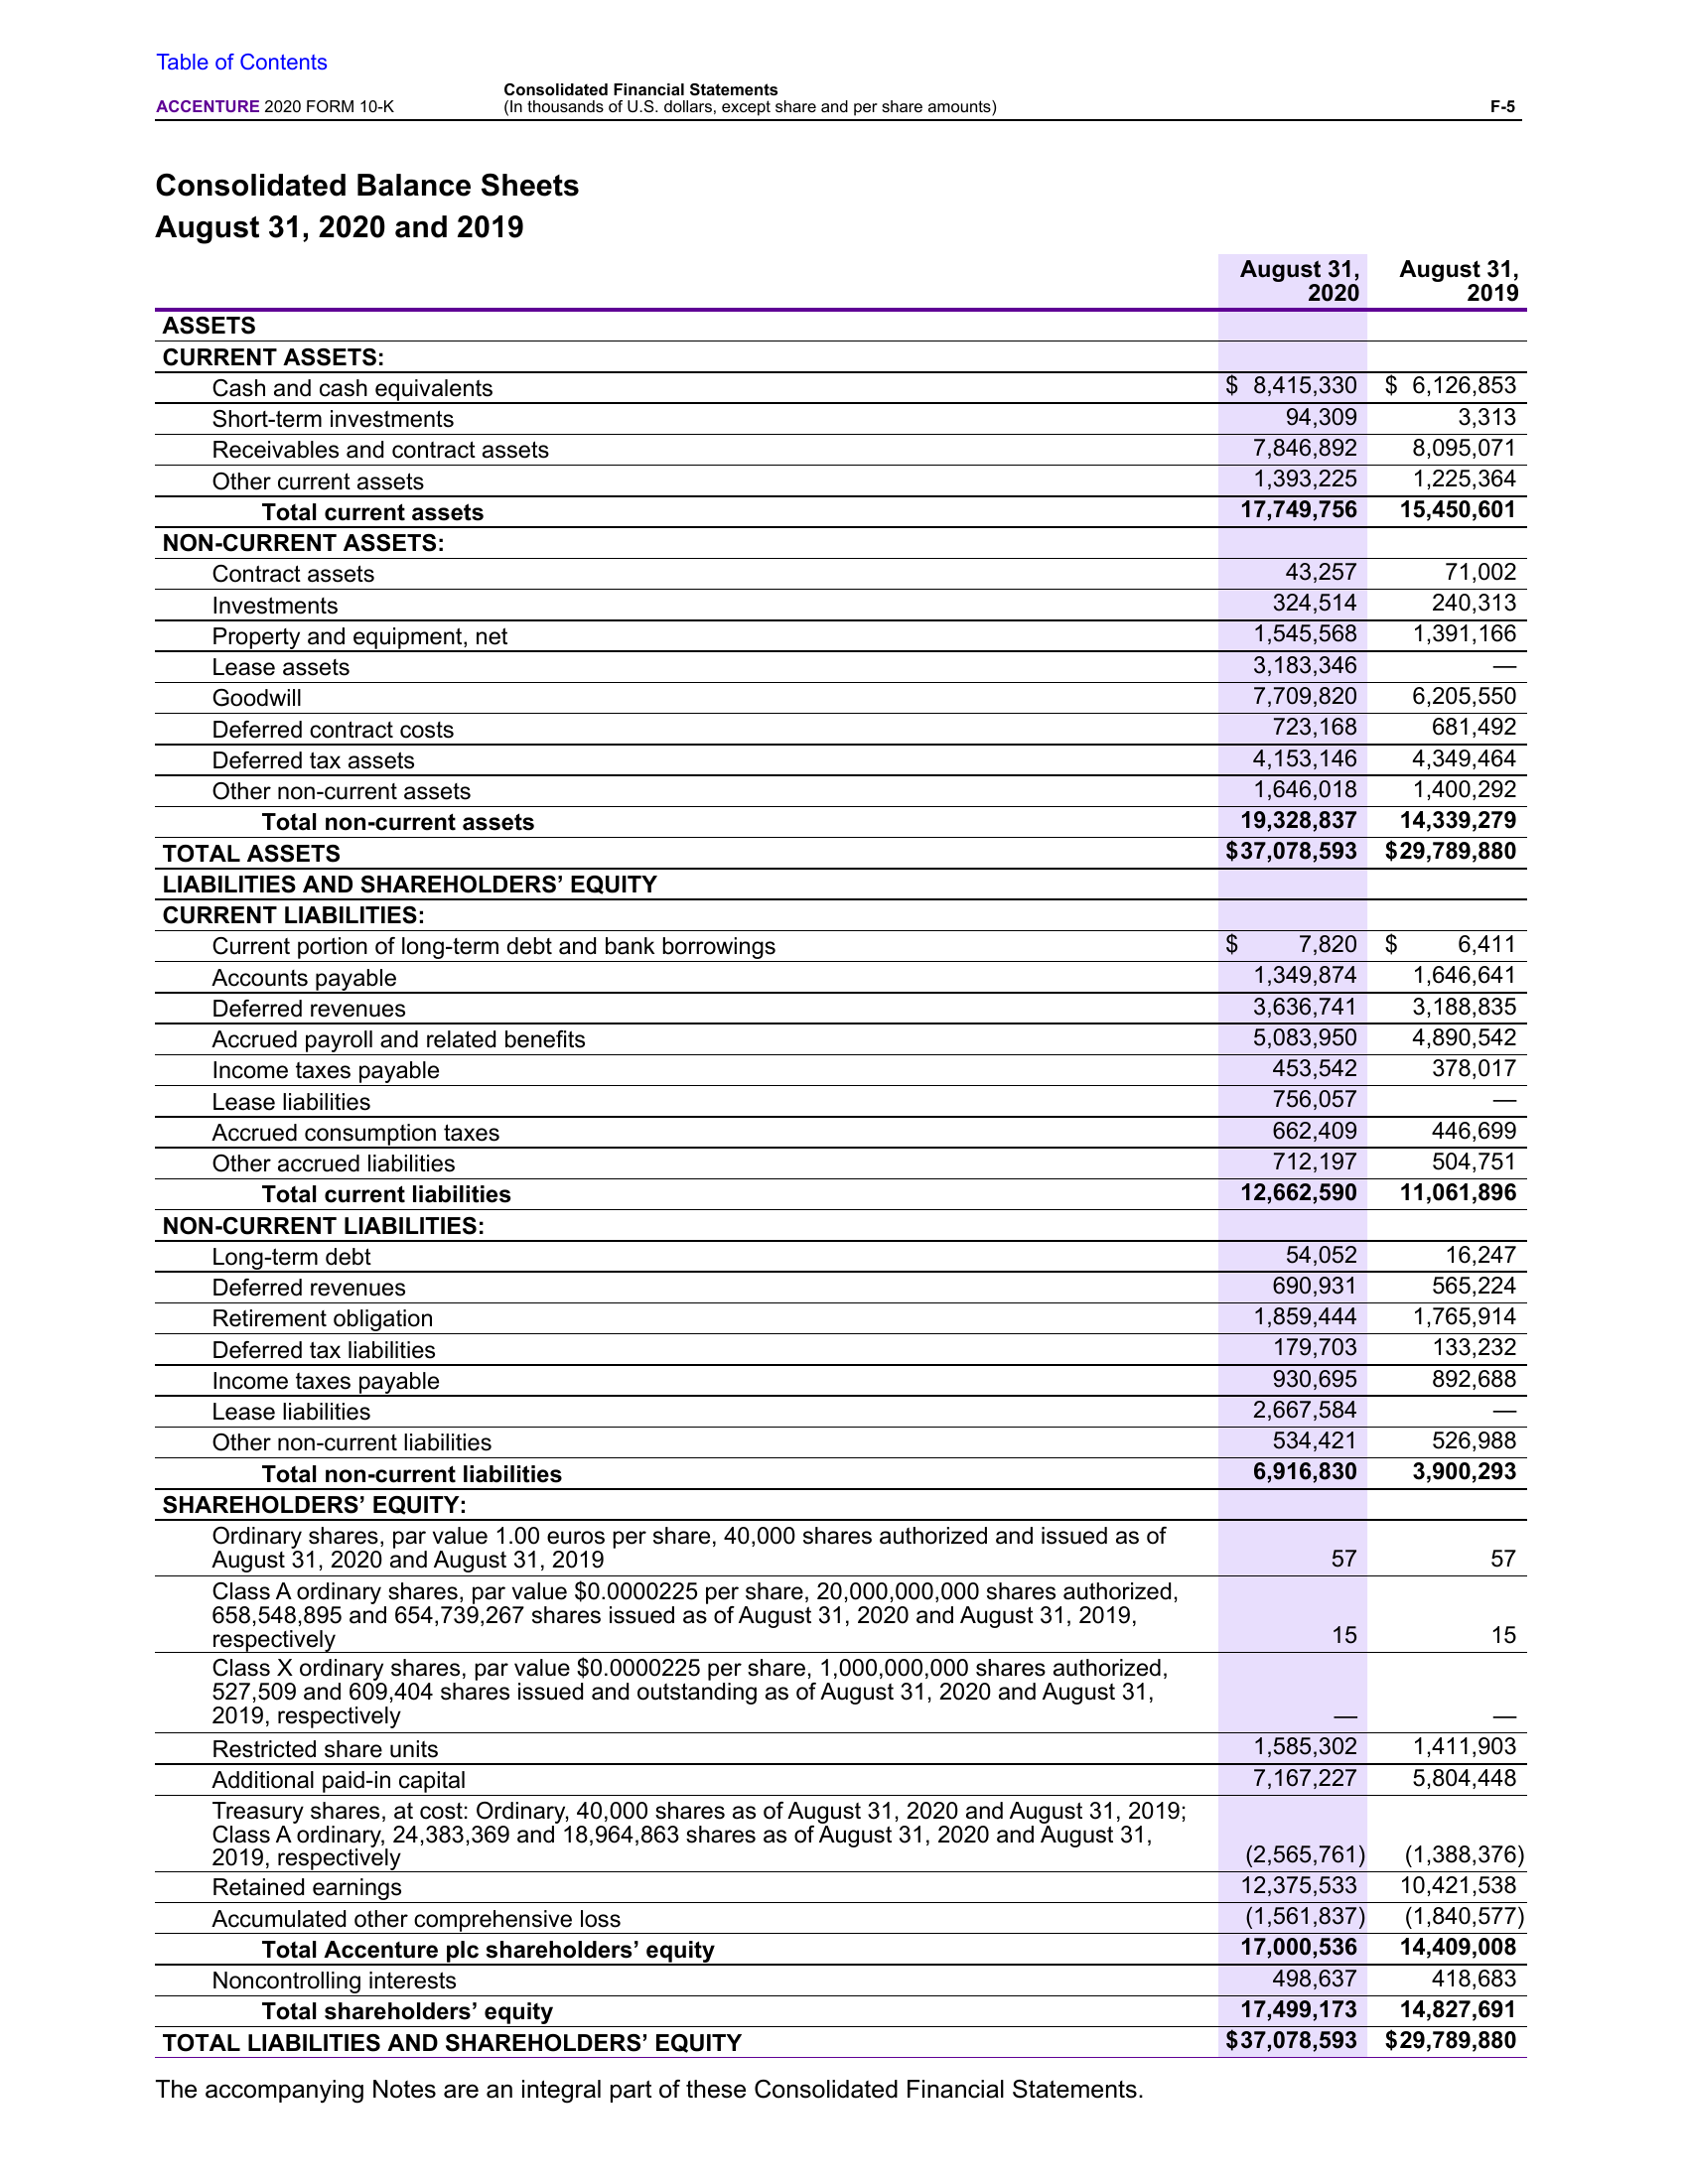 Table of Contents
Consolidated Financial Statements
ACCENTURE 2020 FORM 10-K (In thousands of U.S. dollars, except share and per share amounts) F-5
Consolidated Balance Sheets
August 31, 2020 and 2019
August 31, 2020 August 31, 2019
ASSETS
CURRENT ASSETS:
Cash and cash equivalents $ 8,415,330 $ 6,126,853
Short-term investments 94,309 3,313
Receivables and contract assets 7,846,892 8,095,071
Other current assets 1,393,225 1,225,364
Total current assets 17,749,756 15,450,601
NON-CURRENT ASSETS:
Contract assets 43,257 71,002
Investments 324,514 240,313
Property and equipment, net 1,545,568 1,391,166
Lease assets 3,183,346 —
Goodwill 7,709,820 6,205,550
Deferred contract costs 723,168 681,492
Deferred tax assets 4,153,146 4,349,464
Other non-current assets 1,646,018 1,400,292
Total non-current assets 19,328,837 14,339,279
TOTAL ASSETS $37,078,593 $29,789,880
LIABILITIES AND SHAREHOLDERS’ EQUITY
CURRENT LIABILITIES:
Current portion of long-term debt and bank borrowings $ 7,820 $ 6,411
Accounts payable 1,349,874 1,646,641
Deferred revenues 3,636,741 3,188,835
Accrued payroll and related benefits 5,083,950 4,890,542
Income taxes payable 453,542 378,017
Lease liabilities 756,057 —
Accrued consumption taxes 662,409 446,699
Other accrued liabilities 712,197 504,751
Total current liabilities 12,662,590 11,061,896
NON-CURRENT LIABILITIES:
Long-term debt 54,052 16,247
Deferred revenues 690,931 565,224
Retirement obligation 1,859,444 1,765,914
Deferred tax liabilities 179,703 133,232
Income taxes payable 930,695 892,688
Lease liabilities 2,667,584 —
Other non-current liabilities 534,421 526,988
Total non-current liabilities 6,916,830 3,900,293
SHAREHOLDERS’ EQUITY:
Ordinary shares, par value 1.00 euros per share, 40,000 shares authorized and issued as of
August 31, 2020 and August 31, 2019 57 57
Class A ordinary shares, par value $0.0000225 per share, 20,000,000,000 shares authorized,
658,548,895 and 654,739,267 shares issued as of August 31, 2020 and August 31, 2019,
respectively 15 15
Class X ordinary shares, par value $0.0000225 per share, 1,000,000,000 shares authorized,
527,509 and 609,404 shares issued and outstanding as of August 31, 2020 and August 31,
2019, respectively — —
Restricted share units 1,585,302 1,411,903
Additional paid-in capital 7,167,227 5,804,448
Treasury shares, at cost: Ordinary, 40,000 shares as of August 31, 2020 and August 31, 2019;
Class A ordinary, 24,383,369 and 18,964,863 shares as of August 31, 2020 and August 31,
2019, respectively (2,565,761) (1,388,376)
Retained earnings 12,375,533 10,421,538
Accumulated other comprehensive loss (1,561,837) (1,840,577)
Total Accenture plc shareholders’ equity 17,000,536 14,409,008
Noncontrolling interests 498,637 418,683
Total shareholders’ equity 17,499,173 14,827,691
TOTAL LIABILITIES AND SHAREHOLDERS’ EQUITY $37,078,593 $29,789,880
The accompanying Notes are an integral part of these Consolidated Financial Statements.